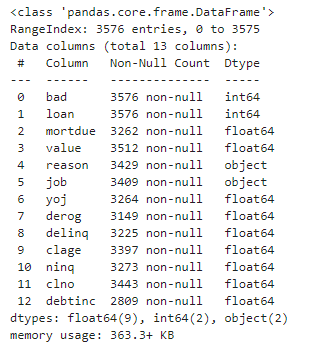 <class 'pandas.core.frame.DataFrame'>
RangeIndex: 3576 entries, 0 to 3575
Data columns (total 13 columns):
 #   Column   Non-Null Count  Dtype
---  ------   --------------  -----
 0   bad      3576 non-null   int64
 1   loan     3576 non-null   int64
 2   mortdue  3262 non-null   float64
 3   value    3512 non-null   float64
 4   reason   3429 non-null   object
 5   job      3409 non-null   object
 6   yoj      3264 non-null   float64
 7   derog    3149 non-null   float64
 8   delinq   3225 non-null   float64
 9   clage    3397 non-null   float64
 10  ninq     3273 non-null   float64
 11  clno     3443 non-null   float64
 12  debtinc  2809 non-null   float64
dtypes: float64(9), int64(2), object(2)
memory usage: 363.3+ KB